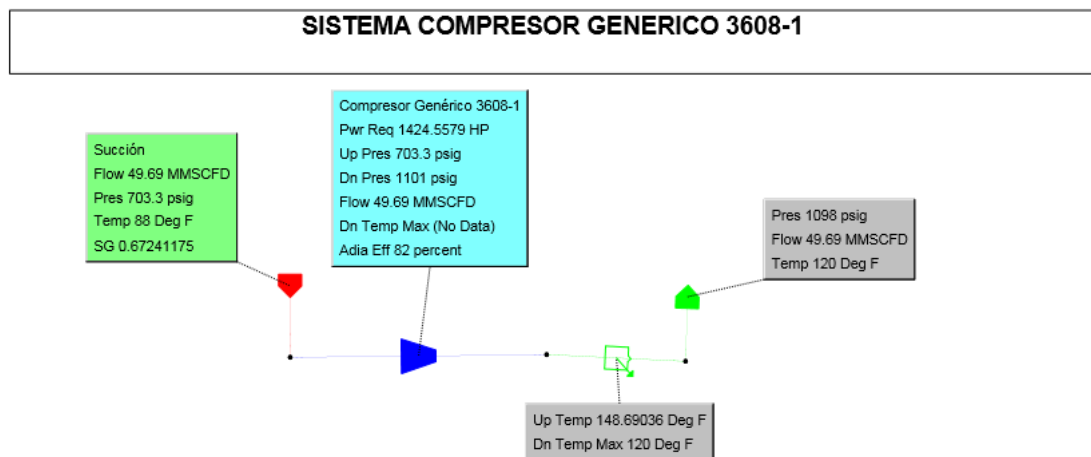 SISTEMA COMPRESOR GENERICO 3608-1
Succión
Flow 49.69 MMSCFD
Pres 703.3 psig
Temp 88 Deg F
SG 0.67241175
Compresor Genérico 3608-1
Pwr Req 1424.5579 HP
Up Pres 703.3 psig
Dn Pres 1101 psig
Flow 49.69 MMSCFD
Dn Temp Max (No Data)
Adia Eff 82 percent
Pres 1098 psig
Flow 49.69 MMSCFD
Temp 120 Deg F
Up Temp 148.69036 Deg F
Dn Temp Max 120 Deg F